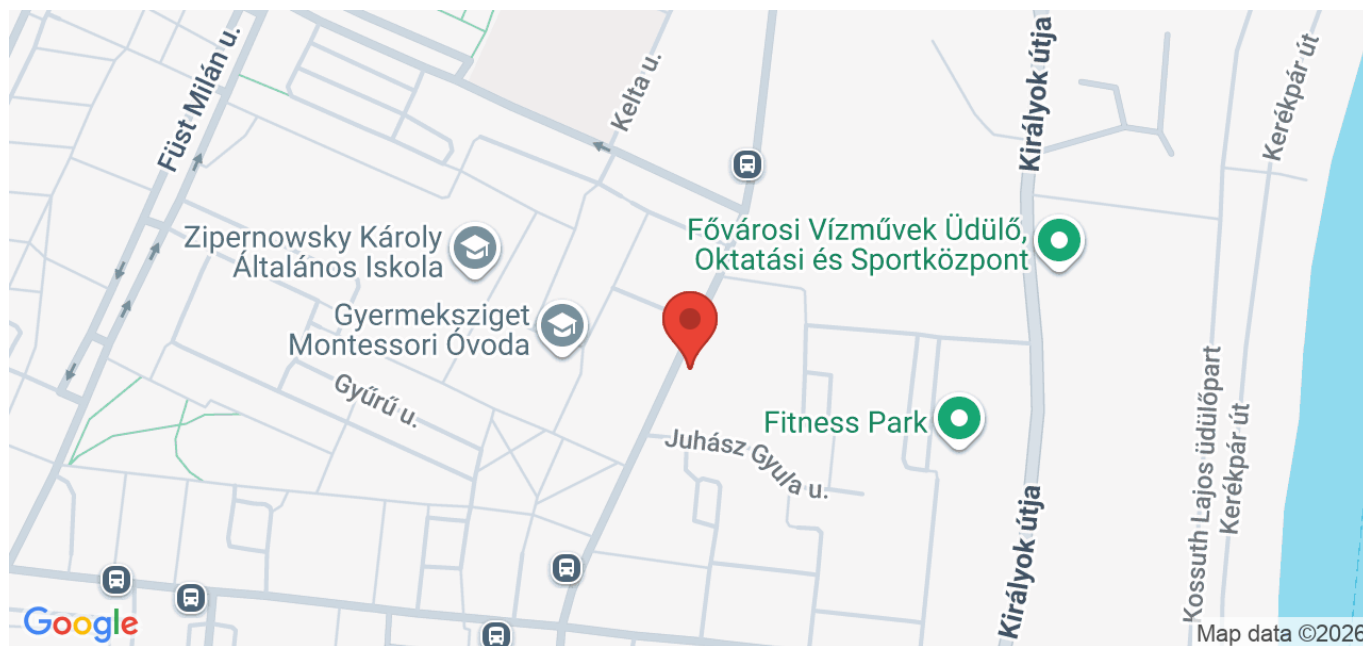 Füst Milán u.
Kelta u.
Királyok útja
Kerékpár út
Zipernowsky Károly
Általános Iskola
Fővárosi Vízművek Üdülő,
Oktatási és Sportközpont
Gyermeksziget
Montessori Óvoda
Gyűrű u.
Fitness Park
Juhász Gyula u.
Kossuth Lajos üdülőpart
Kerékpár út
Királyok útja
Google
Map data ©2026